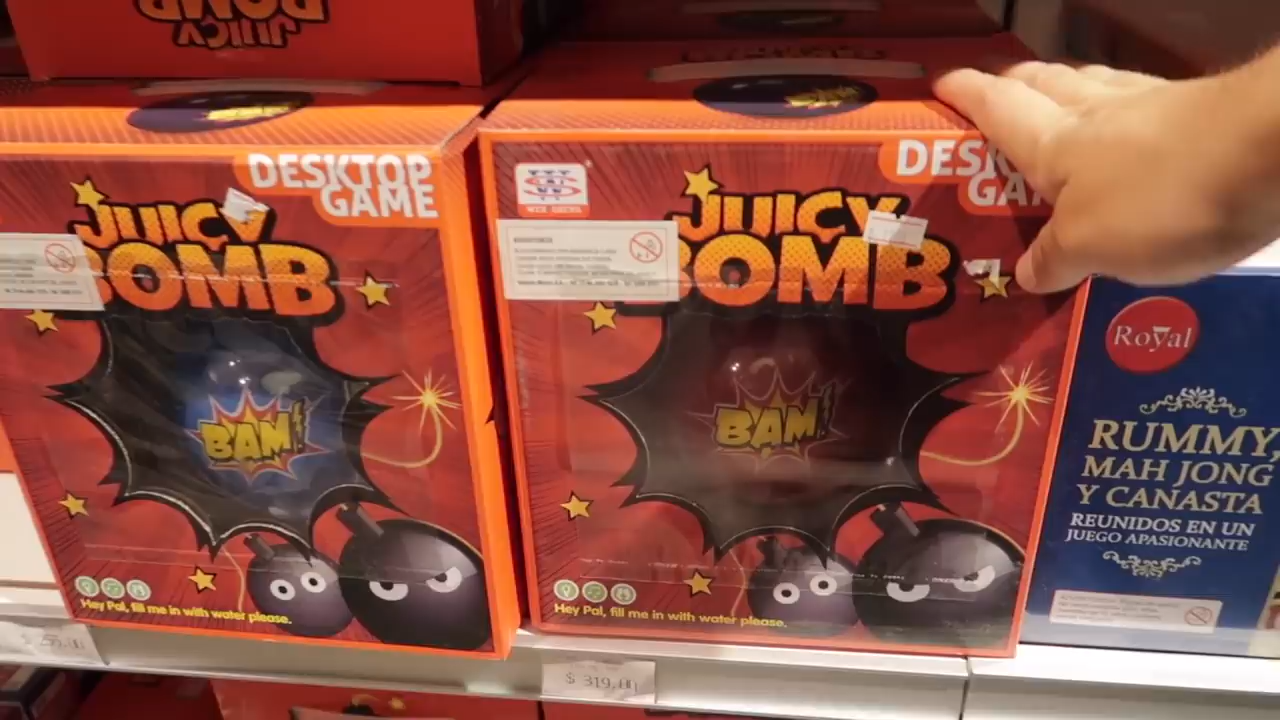 JUICY
BOMB
DESKTOP
GAME
JUICY
BOMB
BAM!
Hey Pal, fill me in with water please.
DESK
GA
JUICY
BOMB
BAM!
Hey Pal, fill me in with water please.
Royal
RUMMY,
MAH JONG
Y CANASTA
REUNIDOS EN UN
JUEGO APASIONANTE
$ 319.00